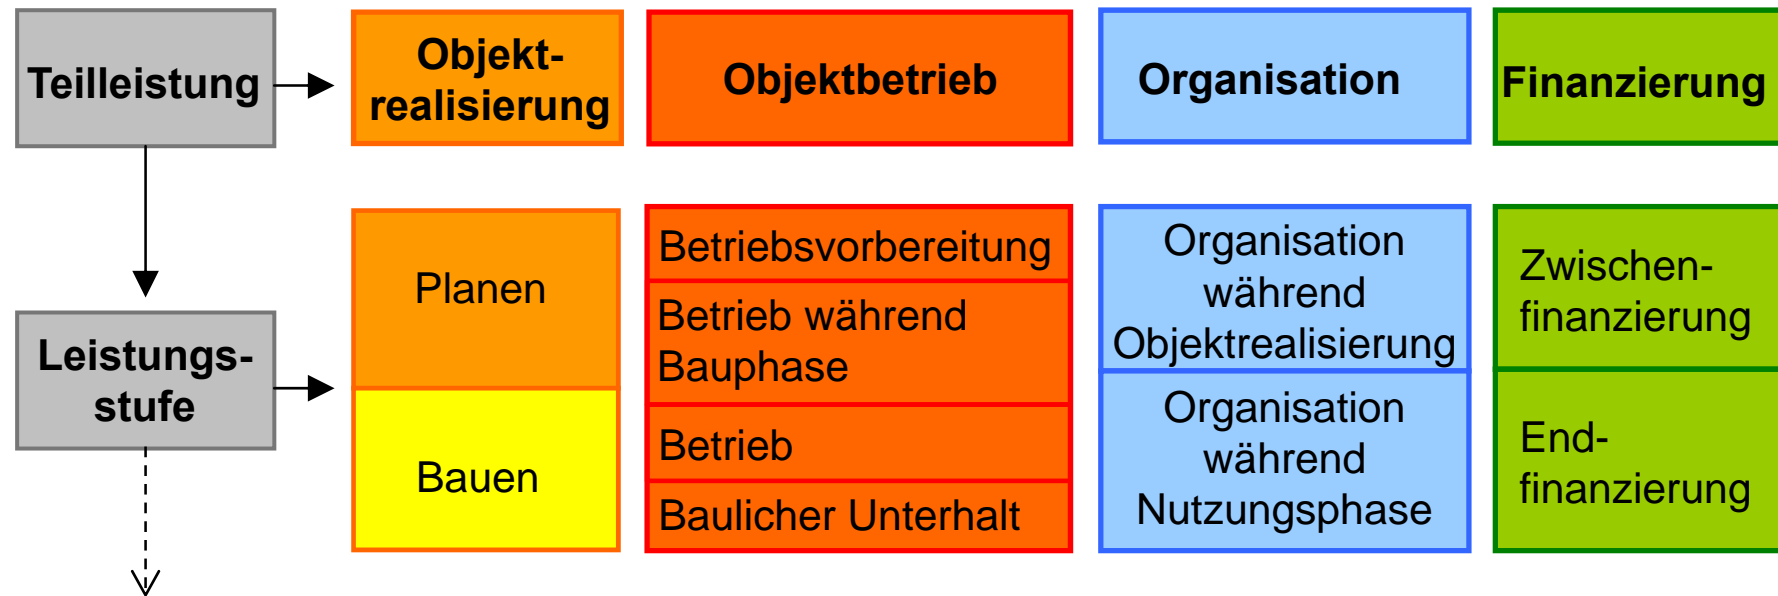 Teilleistung
Objekt-
realisierung
Objektbetrieb
Organisation
Finanzierung
Leistungs-
stufe
Planen
Bauen
Betriebsvorbereitung
Betrieb während
Bauphase
Betrieb
Baulicher Unterhalt
Organisation
während
Objektrealisierung
Organisation
während
Nutzungsphase
Zwischen-
finanzierung
End-
finanzierung